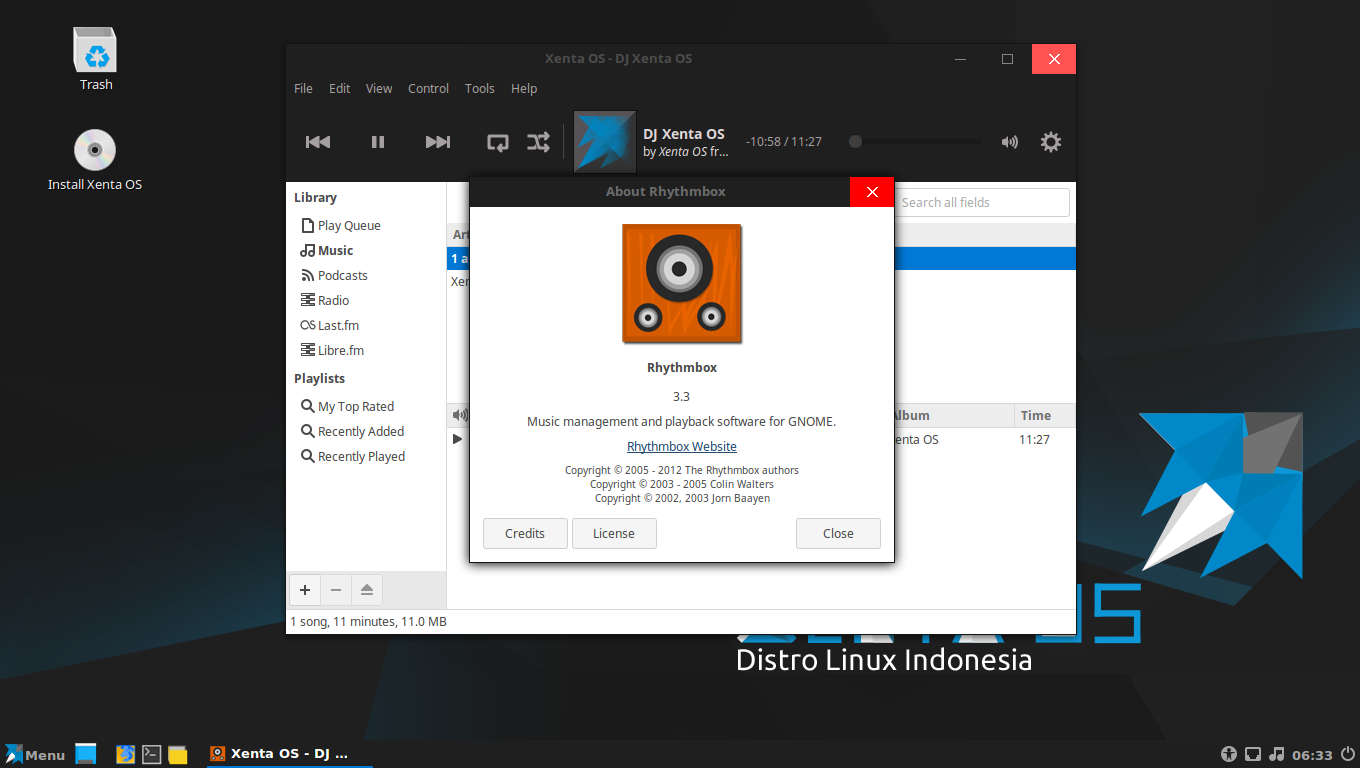 Trash
Install Xenta OS
Xenta OS - DJ Xenta OS
File Edit View Control Tools Help
DJ Xenta OS
by Xenta OS fr...
-10:58 / 11:27
About Rhythmbox
Library
Search all fields
Play Queue
Music
Podcasts
Radio
Last.fm
Libre.fm
Playlists
My Top Rated
Recently Added
Recently Played
1 a
Rhythmbox
3.3
Music management and playback software for GNOME.
Rhythmbox Website
Copyright © 2005 - 2012 The Rhythmbox authors
Copyright © 2003 - 2005 Colin Walters
Copyright © 2002, 2003 Jorn Baayen
Credits License Close
Album Time
enta OS 11:27
1 song, 11 minutes, 11.0 MB
Distro Linux Indonesia
Menu
Xenta OS - DJ ...
06:33